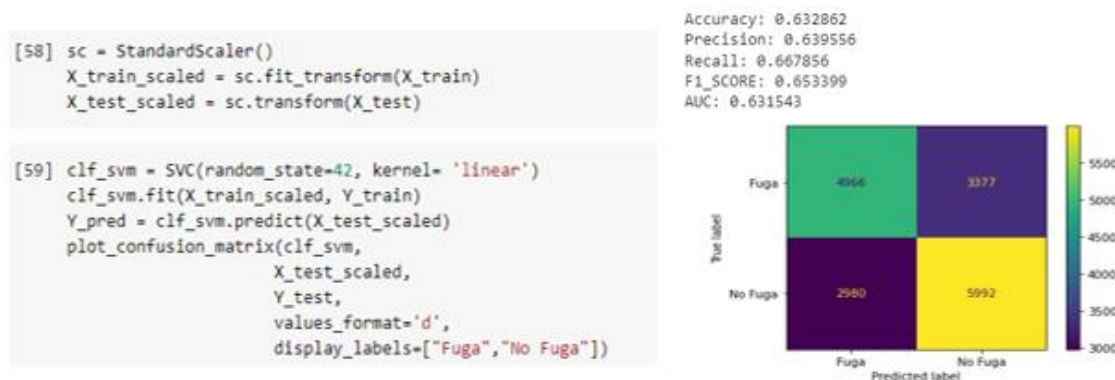 [58] sc = StandardScaler()
X_train_scaled = sc.fit_transform(X_train)
X_test_scaled = sc.transform(X_test)
[59] clf_svm = SVC(random_state=42, kernel= 'linear')
clf_svm.fit(X_train_scaled, Y_train)
Y_pred = clf_svm.predict(X_test_scaled)
plot_confusion_matrix(clf_svm,
X_test_scaled,
Y_test,
values_format='d',
display_labels=["Fuga","No Fuga"])
Accuracy: 0.632862
Precision: 0.639556
Recall: 0.667856
F1_SCORE: 0.653399
AUC: 0.631543
Fuga
4966
3377
No Fuga
2980
5992
True label
Fuga
No Fuga
Predicted label
5500
5000
4500
4000
3500
3000